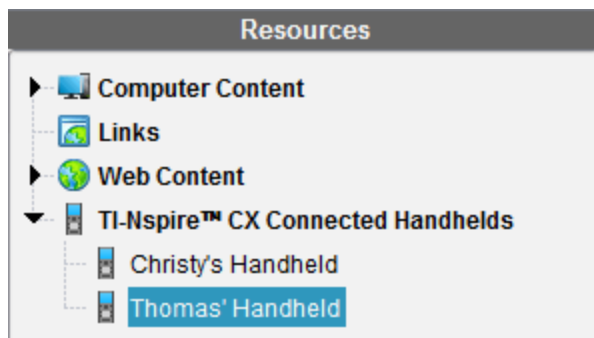 Resources
Computer Content
Links
Web Content
TI-Nspire™ CX Connected Handhelds
Christy's Handheld
Thomas' Handheld